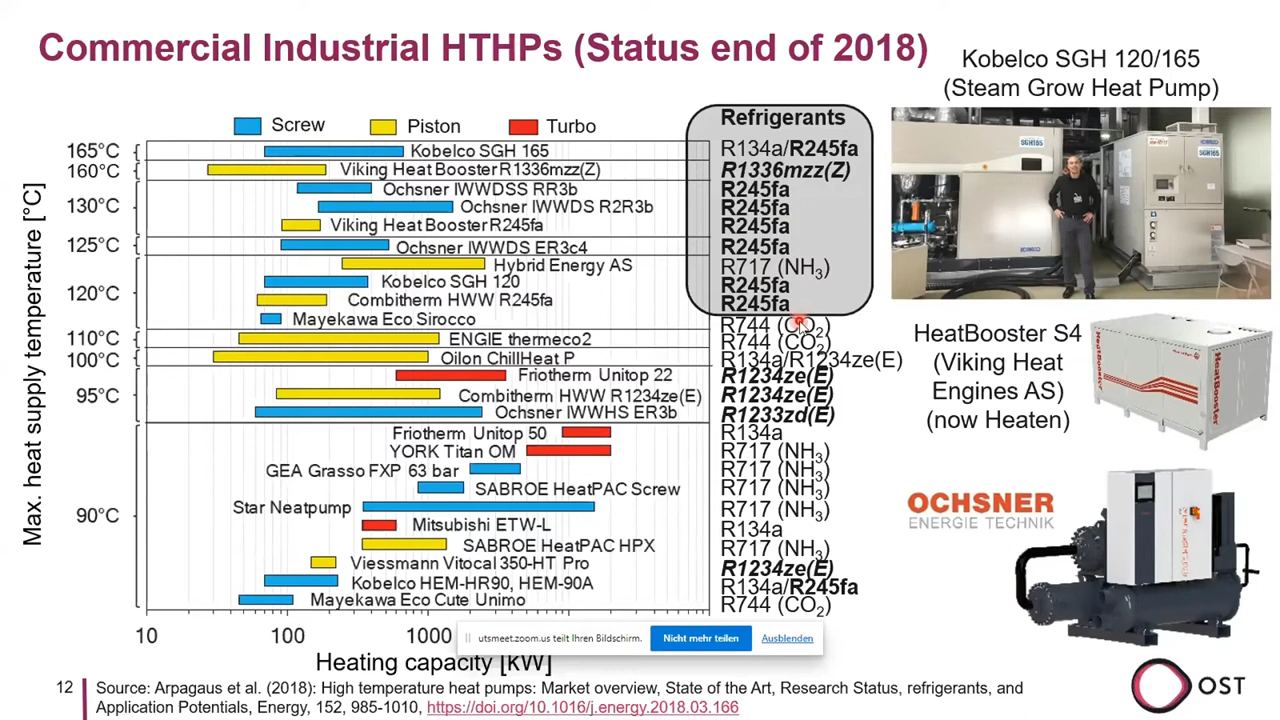 Commercial Industrial HTHPs (Status end of 2018)
Kobelco SGH 120/165
(Steam Grow Heat Pump)
Screw Piston Turbo
Refrigerants
Max. heat supply temperature [°C]
165°C Kobelco SGH 165 R134a/R245fa
160°C Viking Heat Booster R1336mzz(Z) R1336mzz(Z)
Ochsner IWWDSS RR3b R245fa
130°C Ochsner IWWDS R2R3b R245fa
Viking Heat Booster R245fa R245fa
125°C Ochsner IWWDS ER3c4 R245fa
Hybrid Energy AS R717 (NH3)
Kobelco SGH 120 R245fa
120°C Combitherm HWW R245fa R245fa
Mayekawa Eco Sirocco R744 (CO2)
110°C ENGIE thermeco2 R744 (CO2)
100°C Oilon ChillHeat P R134a/R1234ze(E)
Friotherm Unitop 22 R1234ze(E)
95°C Combitherm HWW R1234ze(E) R1234ze(E)
Ochsner IWWHS ER3b R1233zd(E)
Friotherm Unitop 50 R134a
YORK Titan OM R717 (NH3)
GEA Grasso FXP 63 bar R717 (NH3)
SABROE HeatPAC Screw R717 (NH3)
90°C Star Neatpump R717 (NH3)
Mitsubishi ETW-L R134a
SABROE HeatPAC HPX R717 (NH3)
Viessmann Vitocal 350-HT Pro R1234ze(E)
Kobelco HEM-HR90, HEM-90A R134a/R245fa
Mayekawa Eco Cute Unimo R744 (CO2)
10 100 1000
Heating capacity [kW]
SGH165
HeatBooster S4
(Viking Heat
Engines AS)
(now Heaten)
HeatBooster
HeatBooster
OCHSNER
ENERGIE TECHNIK
utsmeet.zoom.us teilt Ihren Bildschirm. Nicht mehr teilen Ausblenden
12 Source: Arpagaus et al. (2018): High temperature heat pumps: Market overview, State of the Art, Research Status, refrigerants, and
Application Potentials, Energy, 152, 985-1010, https://doi.org/10.1016/j.energy.2018.03.166
OST